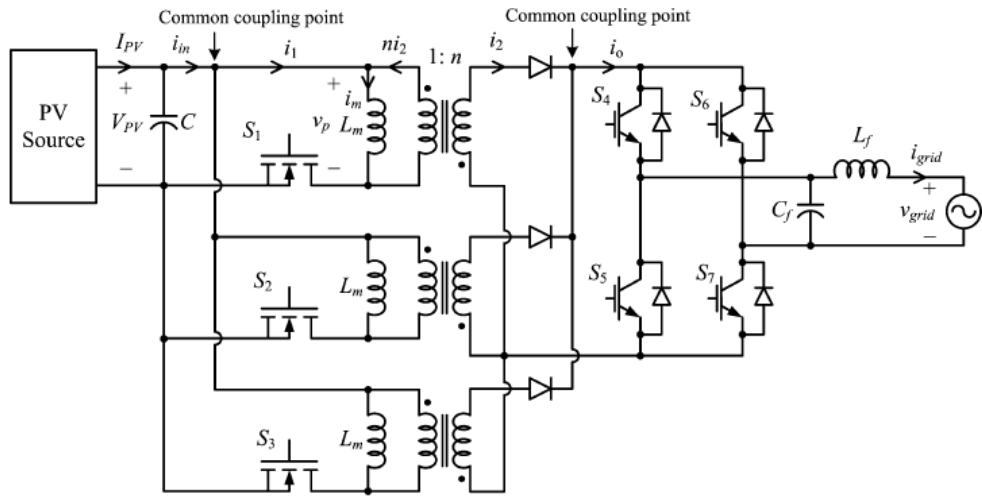 Common coupling point
Common coupling point
I_PV
i_in
i_1
ni_2
1: n
i_2
i_o
PV
Source
+
V_PV
−
C
S_1
+
v_p
−
i_m
L_m
S_4
S_6
L_f
i_grid
C_f
+
v_grid
−
S_2
L_m
S_5
S_7
S_3
L_m